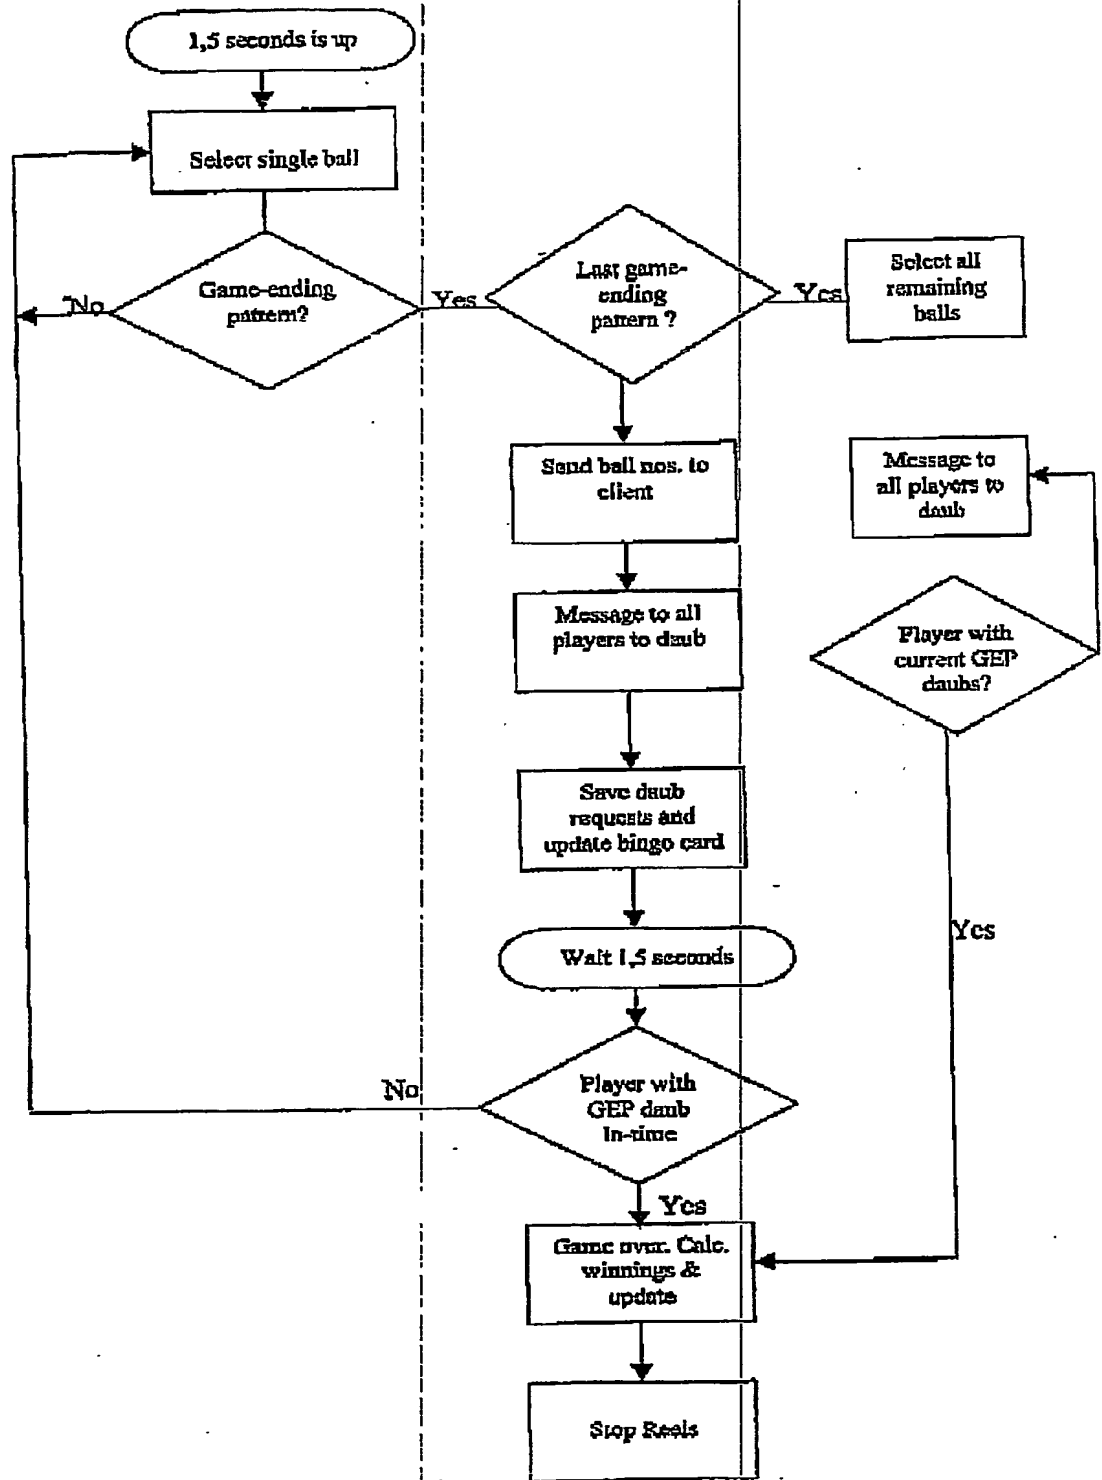 1,5 seconds is up
Select single ball
Game-ending
pattern?
No
Yes
Last game-
ending
pattern ?
Yes
Select all
remaining
balls
Send ball nos. to
client
Message to
all players to
daub
Message to all
players to daub
Player with
current GEP
daubs?
Save daub
requests and
update bingo card
Yes
Wait 1,5 seconds
No
Player with
GEP daub
In-time
Yes
Game over. Calc.
winnings &
update
Stop Reels